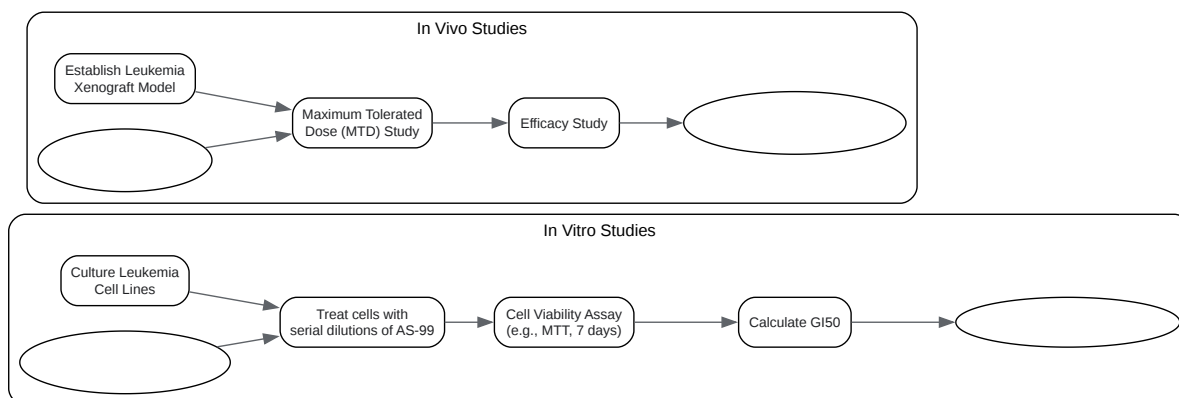 In Vivo Studies
Establish Leukemia
Xenograft Model
Maximum Tolerated
Dose (MTD) Study
Efficacy Study
In Vitro Studies
Culture Leukemia
Cell Lines
Treat cells with
serial dilutions of AS-99
Cell Viability Assay
(e.g., MTT, 7 days)
Calculate GI50